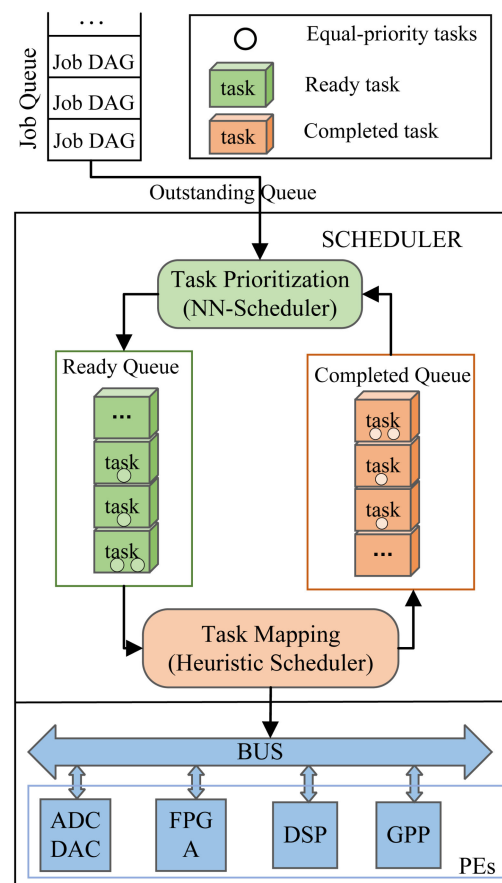 ...
Job DAG
Job DAG
Job DAG
Job Queue
Equal-priority tasks
task
Ready task
task
Completed task
Outstanding Queue
SCHEDULER
Task Prioritization
(NN-Scheduler)
Ready Queue
...
task
task
task
Completed Queue
task
task
task
...
Task Mapping
(Heuristic Scheduler)
BUS
ADC
DAC
FPG
A
DSP
GPP
PEs